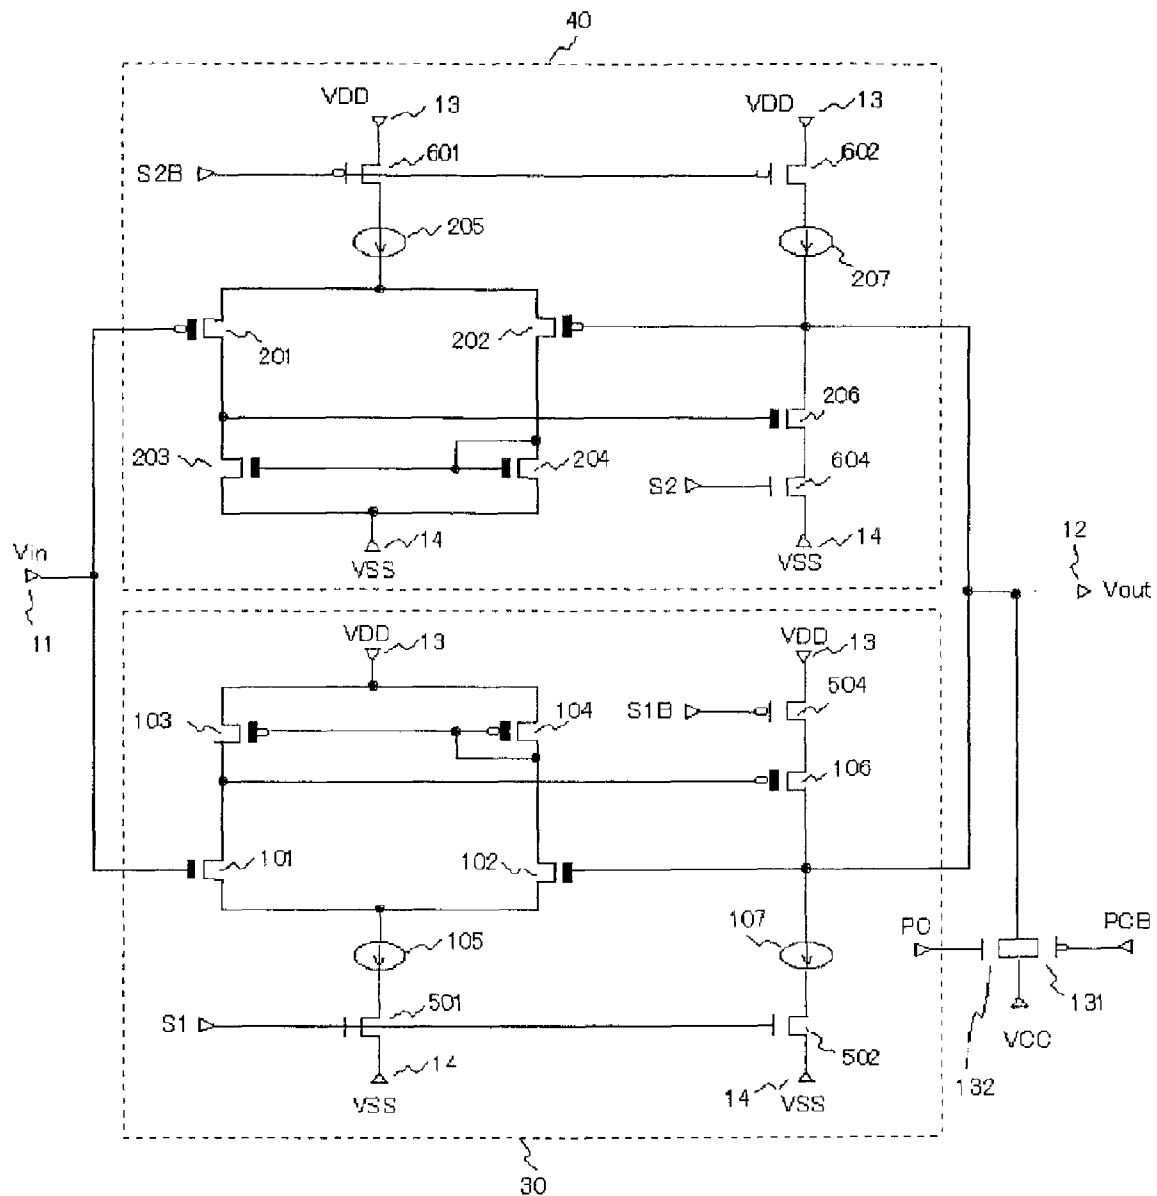 40
VDD 13 VDD 13
601 602
S2B
205
207
201 202
206
203 204 604
S2
14 14
VSS VSS
Vin 12
Vout
11
VDD 13 VDD 13
504
103 104 S1B
106
101 102
107 PC PCB
105
501 131
S1 VCC
502
14 132
VSS 14 VSS
30